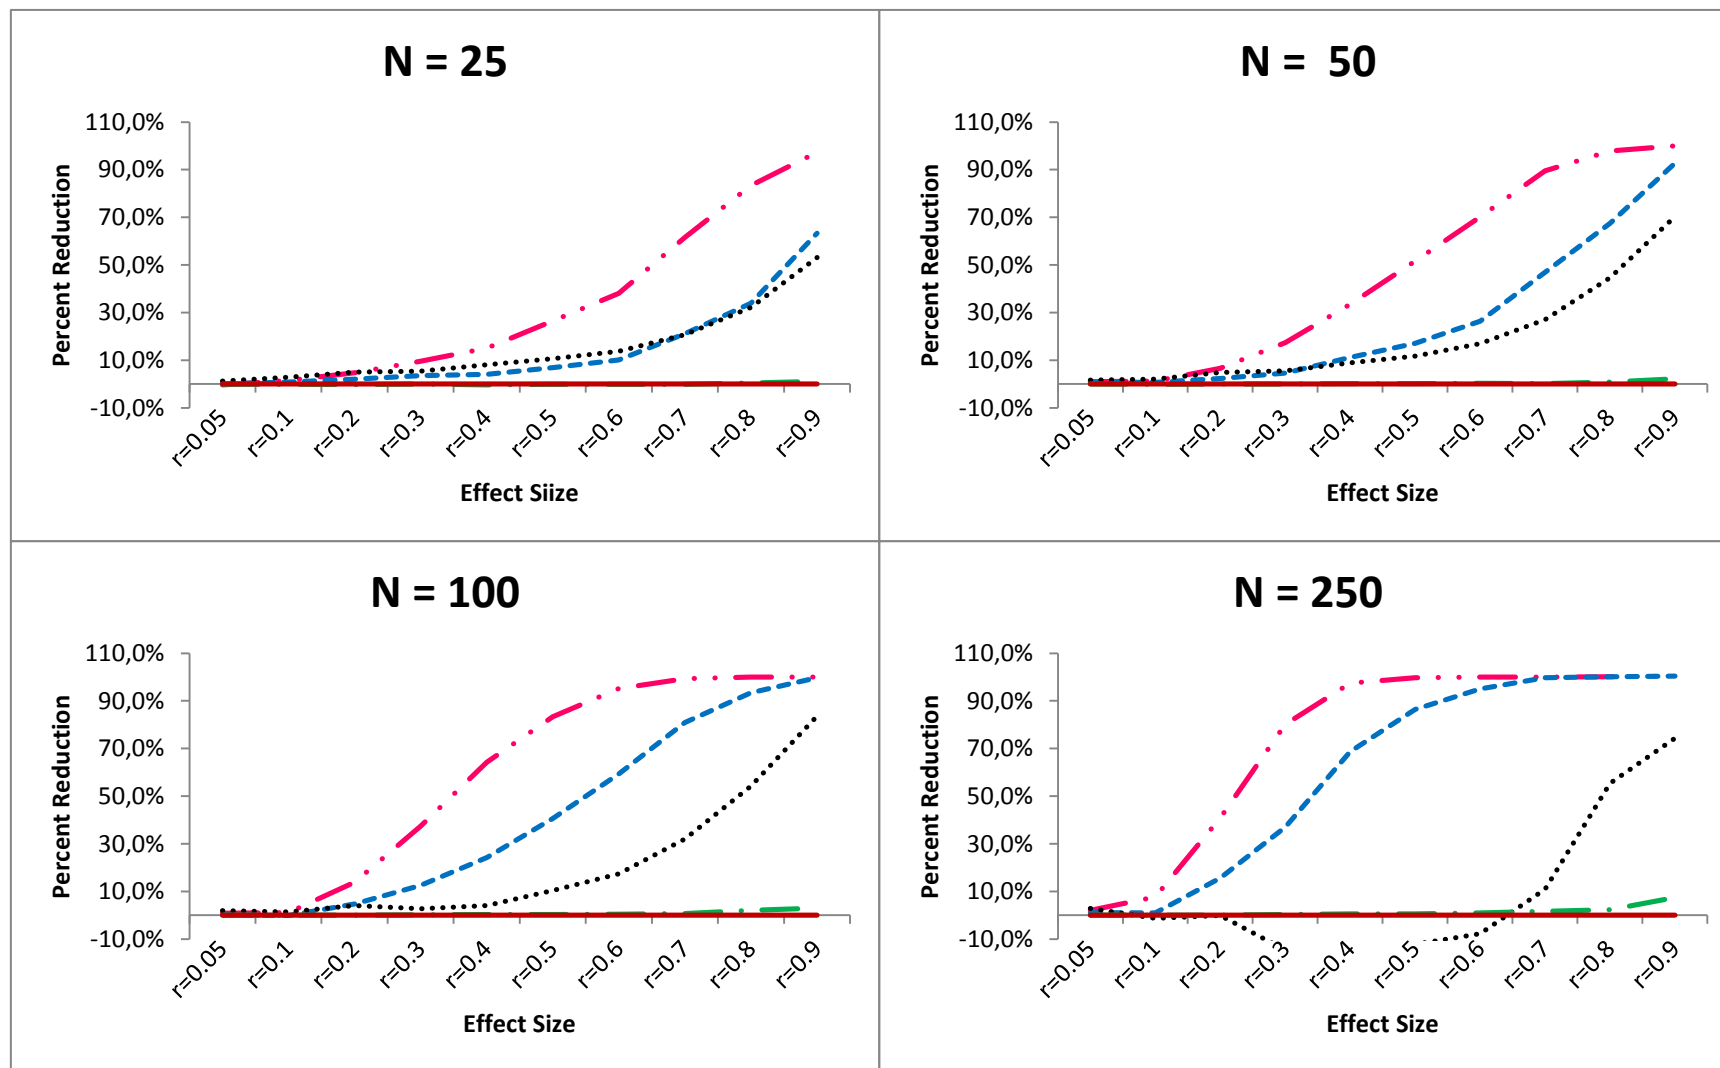 N = 25
Percent Reduction
110,0%
90,0%
70,0%
50,0%
30,0%
10,0%
-10,0%
r=0.05
r=0.1
r=0.2
r=0.3
r=0.4
r=0.5
r=0.6
r=0.7
r=0.8
r=0.9
Effect Siize
N =  50
Percent Reduction
110,0%
90,0%
70,0%
50,0%
30,0%
10,0%
-10,0%
r=0.05
r=0.1
r=0.2
r=0.3
r=0.4
r=0.5
r=0.6
r=0.7
r=0.8
r=0.9
Effect Size
N = 100
Percent Reduction
110,0%
90,0%
70,0%
50,0%
30,0%
10,0%
-10,0%
r=0.05
r=0.1
r=0.2
r=0.3
r=0.4
r=0.5
r=0.6
r=0.7
r=0.8
r=0.9
Effect Size
N = 250
Percent Reduction
110,0%
90,0%
70,0%
50,0%
30,0%
10,0%
-10,0%
r=0.05
r=0.1
r=0.2
r=0.3
r=0.4
r=0.5
r=0.6
r=0.7
r=0.8
r=0.9
Effect Size